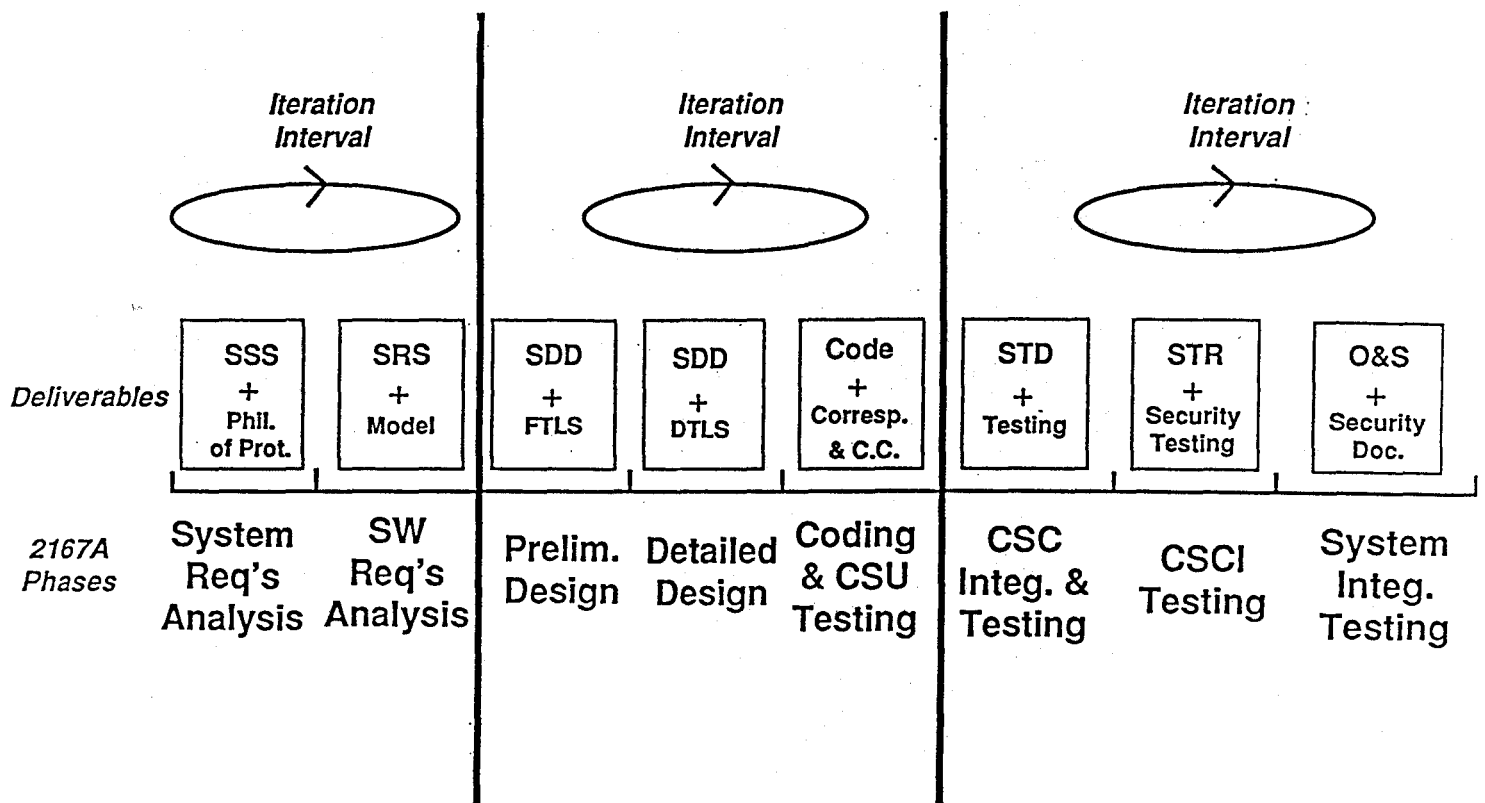 Iteration
Interval
Iteration
Interval
Iteration
Interval
Deliverables
SSS
+
Phil.
of Prot.
SRS
+
Model
SDD
+
FTLS
SDD
+
DTLS
Code
+
Corresp.
& C.C.
STD
+
Testing
STR
+
Security
Testing
O&S
+
Security
Doc.
2167A
Phases
System
Req's
Analysis
SW
Req's
Analysis
Prelim.
Design
Detailed
Design
Coding
& CSU
Testing
CSC
Integ. &
Testing
CSCI
Testing
System
Integ.
Testing